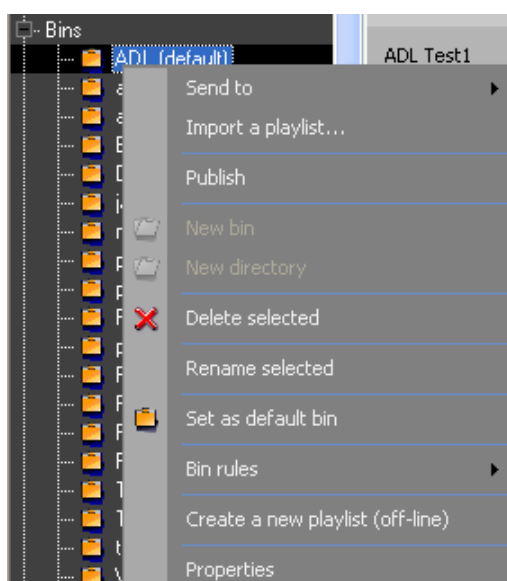 Bins
ADL (default)
ADL Test1
Send to
Import a playlist...
Publish
New bin
New directory
Delete selected
Rename selected
Set as default bin
Bin rules
Create a new playlist (off-line)
Properties